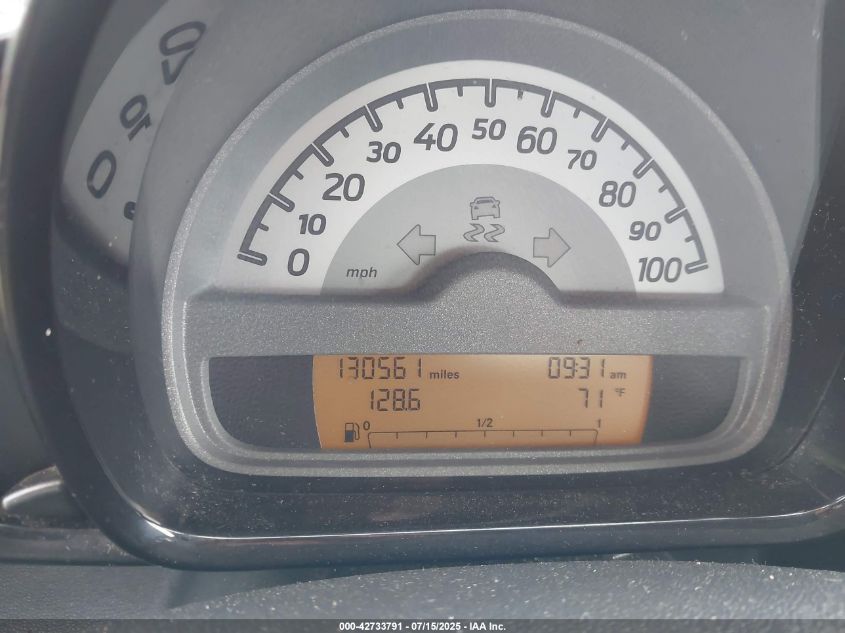 0 10 20 30 40 50 60 70 80 90 100
mph
130561 miles 09:31 am
128.6 71 °F
0 1/2 1
000-42733791 - 07/15/2025 - IAA Inc.